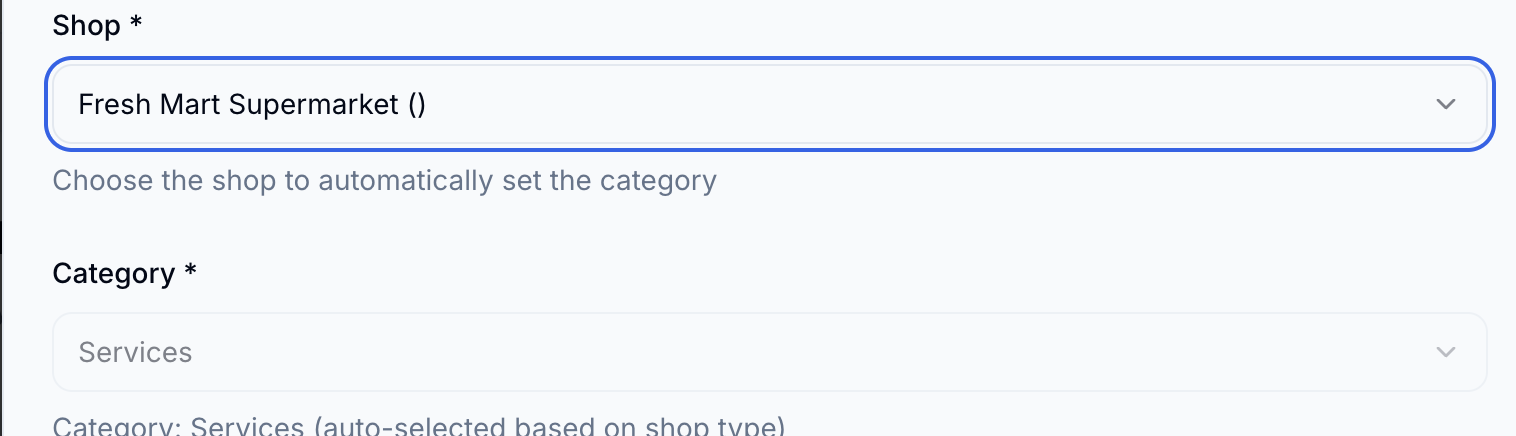 Shop *
Fresh Mart Supermarket ()
Choose the shop to automatically set the category
Category *
Services
Category: Services (auto-selected based on shop type)